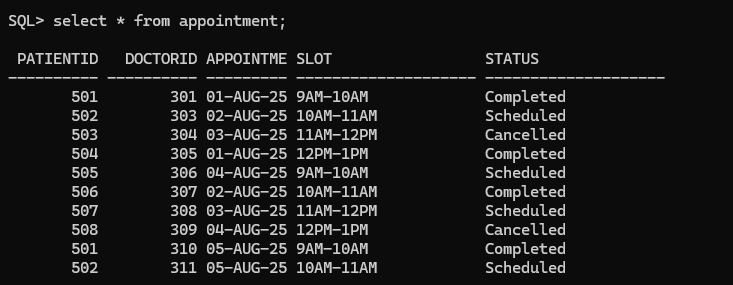 SQL> select * from appointment;
PATIENTID DOCTORID APPOINTME SLOT STATUS
---------- ---------- --------- -------------------- --------------------
501 301 01-AUG-25 9AM-10AM Completed
502 303 02-AUG-25 10AM-11AM Scheduled
503 304 03-AUG-25 11AM-12PM Cancelled
504 305 01-AUG-25 12PM-1PM Completed
505 306 04-AUG-25 9AM-10AM Scheduled
506 307 02-AUG-25 10AM-11AM Completed
507 308 03-AUG-25 11AM-12PM Scheduled
508 309 04-AUG-25 12PM-1PM Cancelled
501 310 05-AUG-25 9AM-10AM Completed
502 311 05-AUG-25 10AM-11AM Scheduled